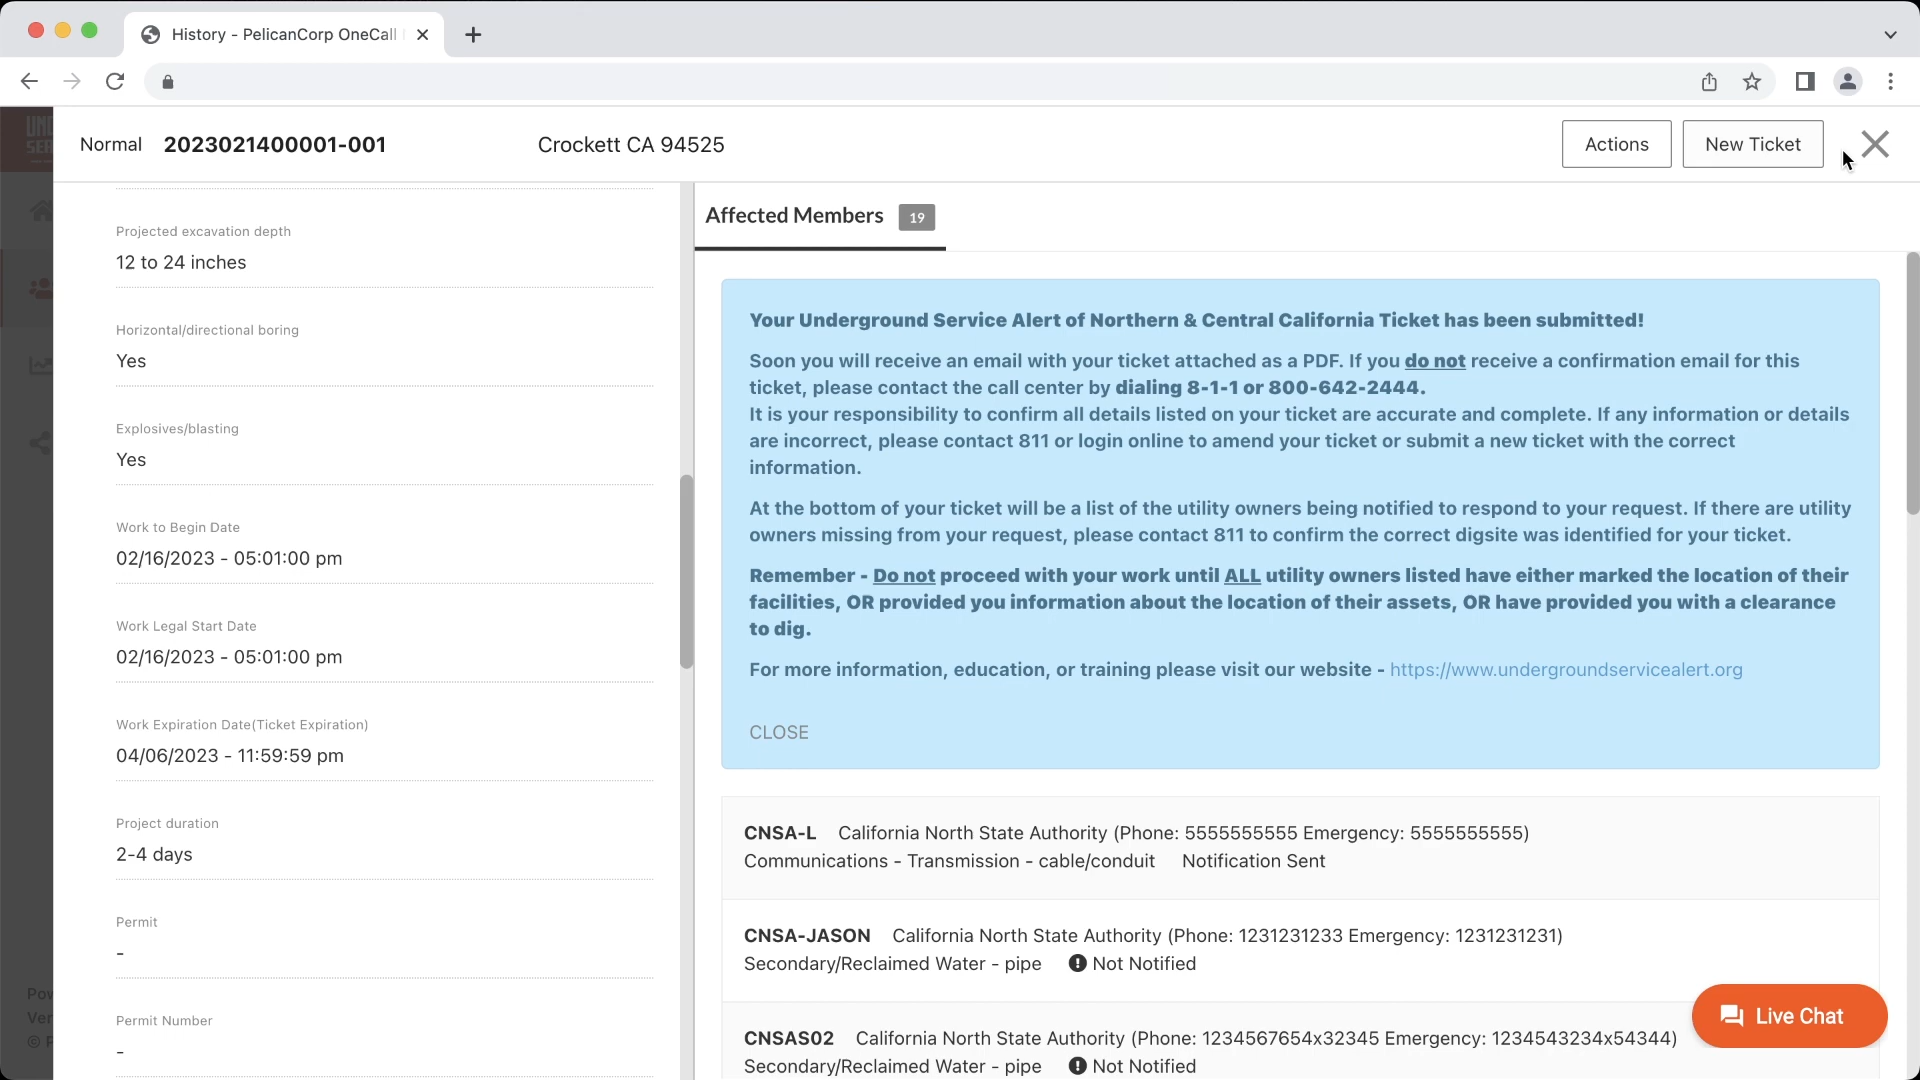 History - PelicanCorp OneCall
UND
SER
Normal 2023021400001-001 Crockett CA 94525 Actions New Ticket
Projected excavation depth
12 to 24 inches
Horizontal/directional boring
Yes
Explosives/blasting
Yes
Work to Begin Date
02/16/2023 - 05:01:00 pm
Work Legal Start Date
02/16/2023 - 05:01:00 pm
Work Expiration Date(Ticket Expiration)
04/06/2023 - 11:59:59 pm
Project duration
2-4 days
Permit
-
Permit Number
-
Pow
Ver
© P
Affected Members 19
Your Underground Service Alert of Northern & Central California Ticket has been submitted!
Soon you will receive an email with your ticket attached as a PDF. If you do not receive a confirmation email for this
ticket, please contact the call center by dialing 8-1-1 or 800-642-2444.
It is your responsibility to confirm all details listed on your ticket are accurate and complete. If any information or details
are incorrect, please contact 811 or login online to amend your ticket or submit a new ticket with the correct
information.
At the bottom of your ticket will be a list of the utility owners being notified to respond to your request. If there are utility
owners missing from your request, please contact 811 to confirm the correct digsite was identified for your ticket.
Remember - Do not proceed with your work until ALL utility owners listed have either marked the location of their
facilities, OR provided you information about the location of their assets, OR have provided you with a clearance
to dig.
For more information, education, or training please visit our website - https://www.undergroundservicealert.org
CLOSE
CNSA-L California North State Authority (Phone: 5555555555 Emergency: 5555555555)
Communications - Transmission - cable/conduit Notification Sent
CNSA-JASON California North State Authority (Phone: 1231231233 Emergency: 1231231231)
Secondary/Reclaimed Water - pipe Not Notified
CNSAS02 California North State Authority (Phone: 1234567654x32345 Emergency: 1234543234x54344)
Secondary/Reclaimed Water - pipe Not Notified
Live Chat